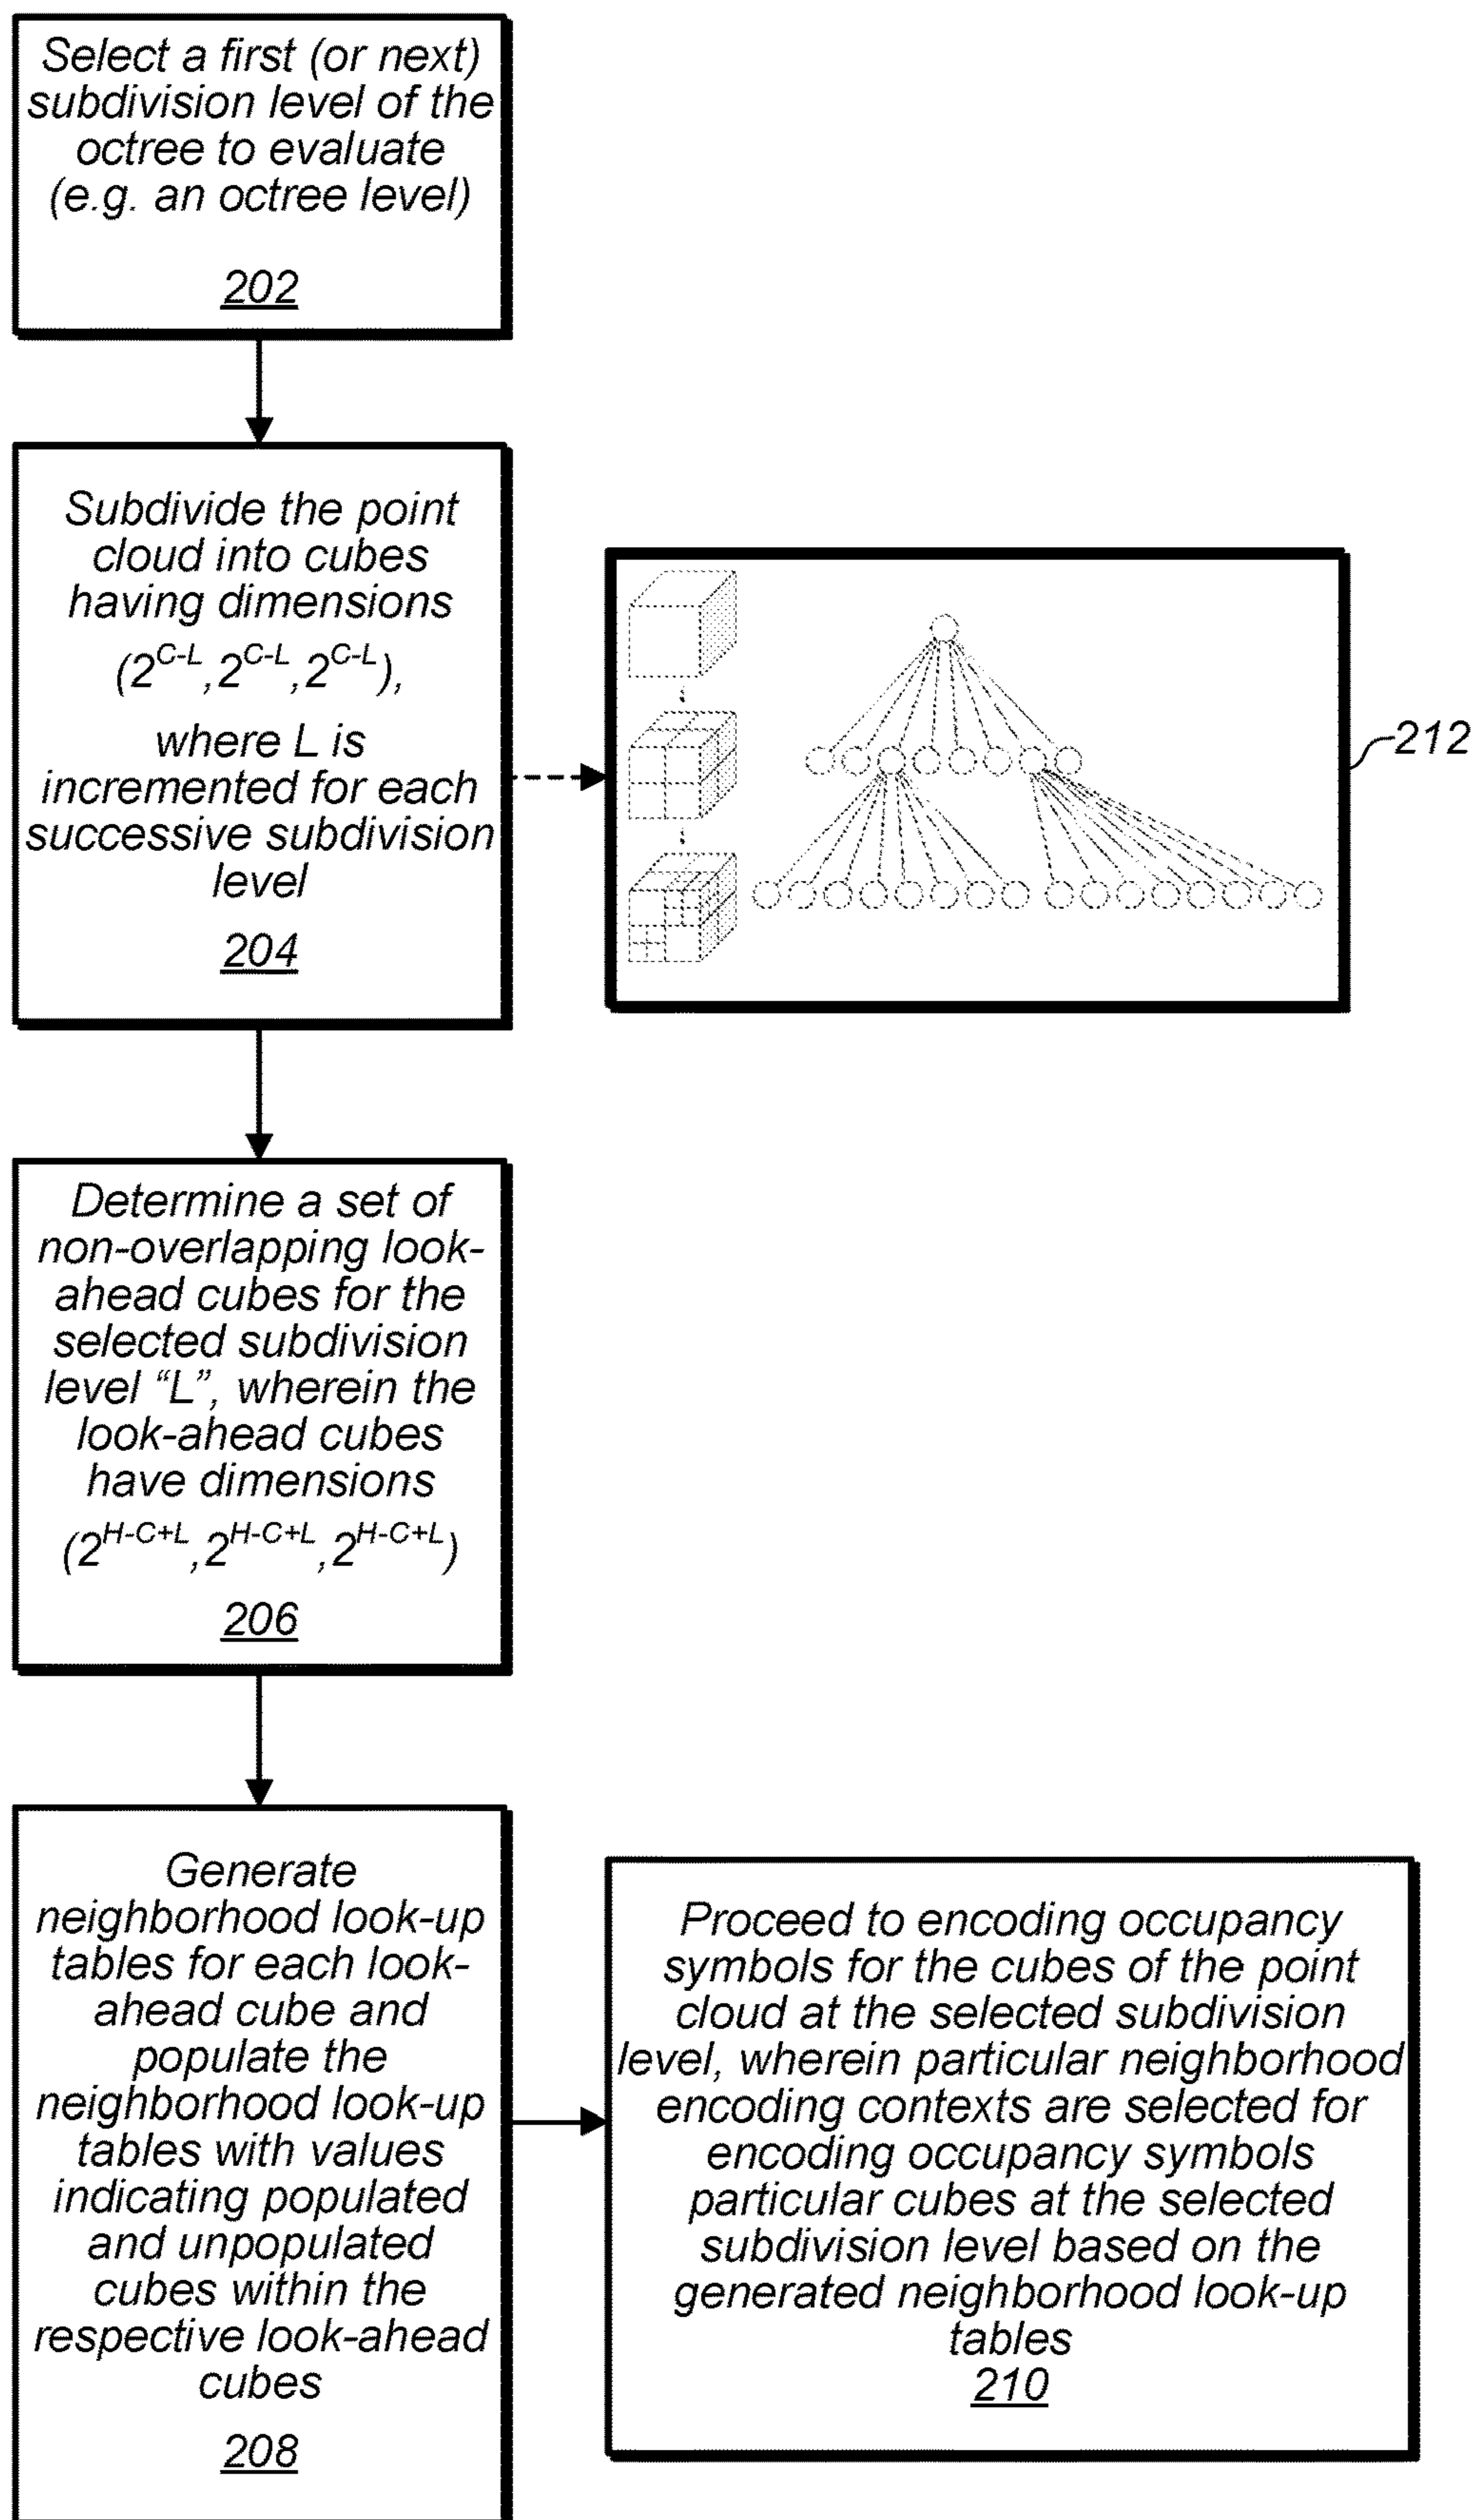 Select a first (or next)
subdivision level of the
octree to evaluate
(e.g. an octree level)
202
Subdivide the point
cloud into cubes
having dimensions
(2^C-L, 2^C-L, 2^C-L),
where L is
incremented for each
successive subdivision
level
204
212
Determine a set of
non-overlapping look-
ahead cubes for the
selected subdivision
level “L”, wherein the
look-ahead cubes
have dimensions
(2^H-C+L, 2^H-C+L, 2^H-C+L)
206
Generate
neighborhood look-up
tables for each look-
ahead cube and
populate the
neighborhood look-up
tables with values
indicating populated
and unpopulated
cubes within the
respective look-ahead
cubes
208
Proceed to encoding occupancy
symbols for the cubes of the point
cloud at the selected subdivision
level, wherein particular neighborhood
encoding contexts are selected for
encoding occupancy symbols
particular cubes at the selected
subdivision level based on the
generated neighborhood look-up
tables
210